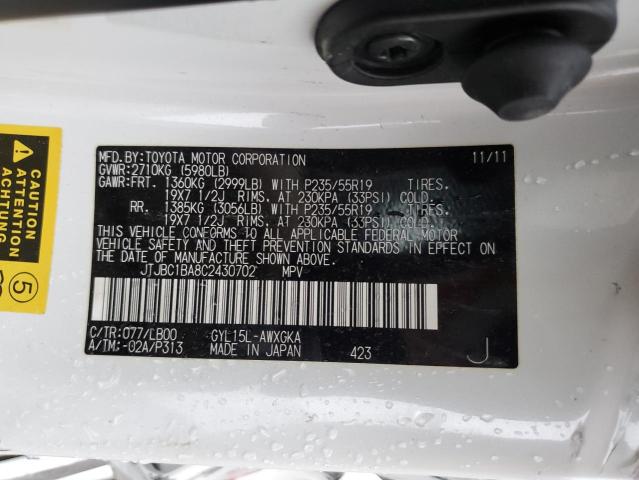 MFD.BY:TOYOTA MOTOR CORPORATION 11/11
GVWR:2710KG (5980LB)
GAWR:FRT. 1360KG (2999LB) WITH P235/55R19 TIRES.
19X7 1/2J RIMS, AT 230KPA (33PSI) COLD.
RR. 1385KG (3056LB) WITH P235/55R19 TIRES.
19X7 1/2J RIMS, AT 230KPA (33PSI) COLD.
THIS VEHICLE CONFORMS TO ALL APPLICABLE FEDERAL MOTOR
VEHICLE SAFETY AND THEFT PREVENTION STANDARDS IN EFFECT ON
THE DATE OF MANUFACTURE SHOWN ABOVE.
JTJBC1BA8C2430702 MPV
C/TR:077/LB00 GYL15L-AWXGKA
A/TM:-02A/P313 MADE IN JAPAN 423 J
CAUTION
ATTENTION
5